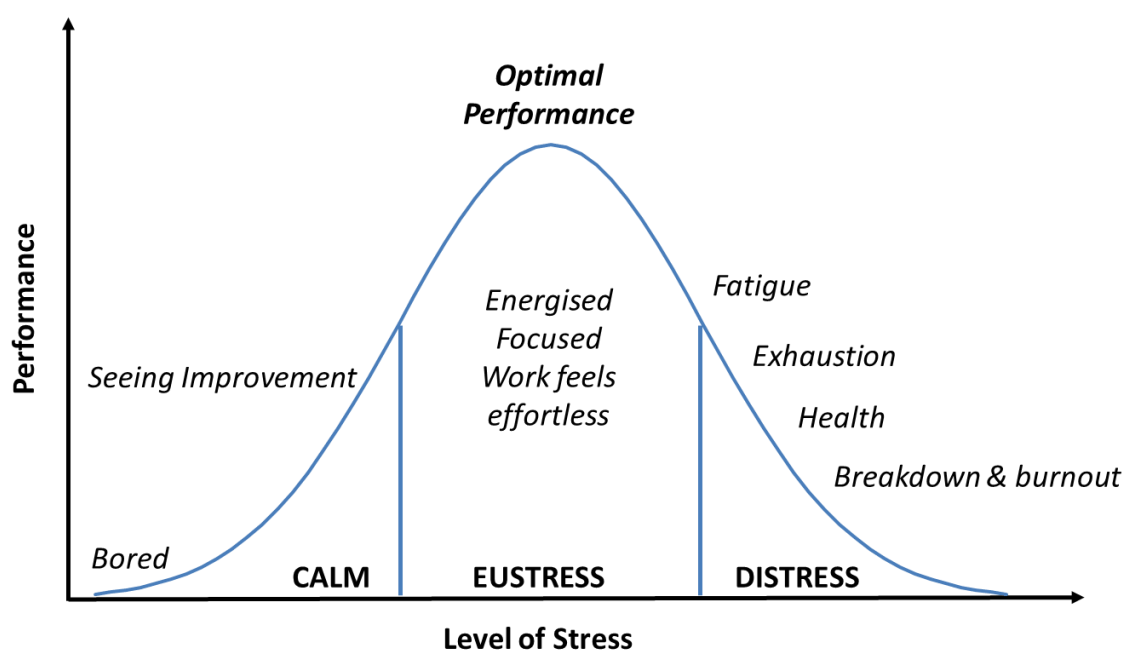 Optimal
Performance
Performance
Fatigue
Energised
Focused
Work feels
effortless
Exhaustion
Seeing Improvement
Health
Breakdown & burnout
Bored
CALM
EUSTRESS
DISTRESS
Level of Stress